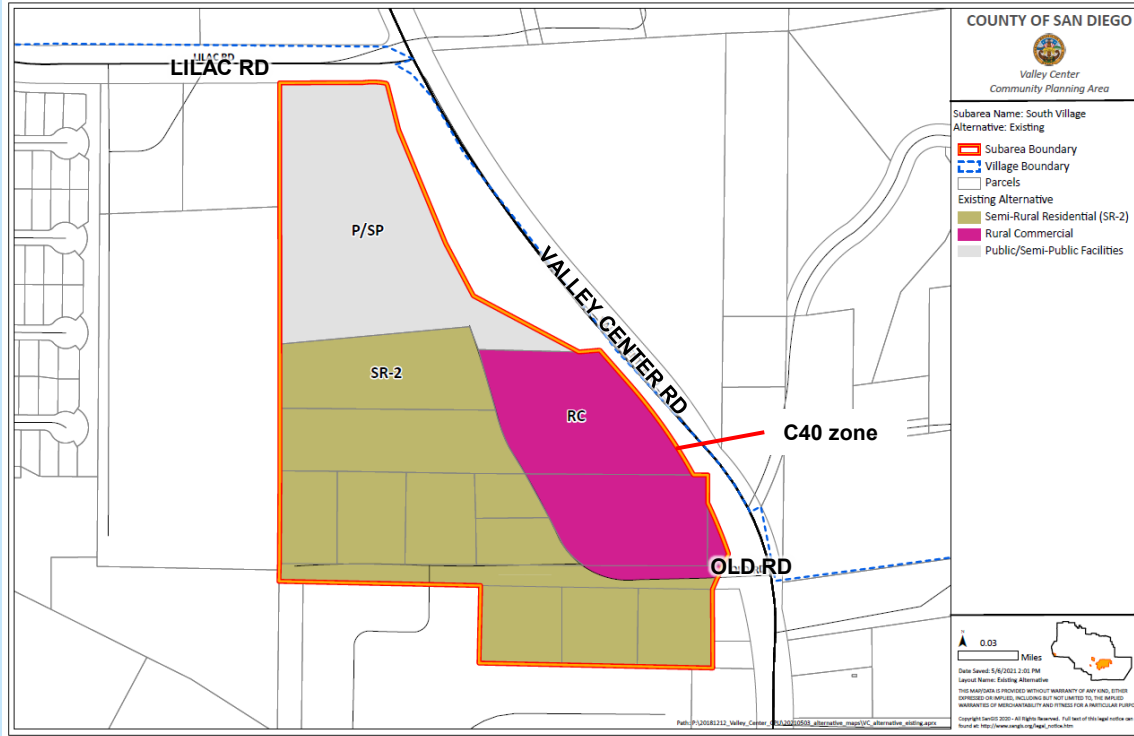 COUNTY OF SAN DIEGO
Valley Center
Community Planning Area
Subarea Name: South Village
Alternative: Existing
Subarea Boundary
Village Boundary
Parcels
Existing Alternative
Semi-Rural Residential (SR-2)
Rural Commercial
Public/Semi-Public Facilities
LILAC RD
LILAC RD
P/SP
VALLEY CENTER RD
SR-2
RC
C40 zone
OLD RD
N
0.03
Miles
Date Saved: 5/6/2021 2:01 PM
Layout Name: Existing Alternative
THIS MAP/DATA IS PROVIDED WITHOUT WARRANTY OF ANY KIND, EITHER
EXPRESSED OR IMPLIED, INCLUDING BUT NOT LIMITED TO, THE IMPLIED
WARRANTIES OF MERCHANTABILITY AND FITNESS FOR A PARTICULAR PURPO
Copyright SanGIS 2020 - All Rights Reserved. Full text of this legal notice can
found at: http://www.sangis.org/legal_notice.htm